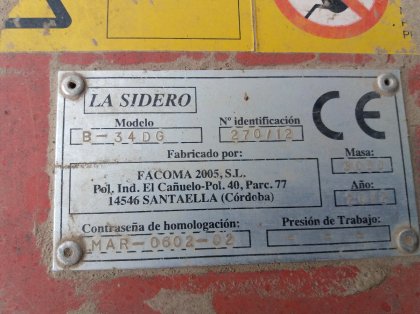 LA SIDERO
Modelo
B-34DG
Nº identificación
270/12
CE
Fabricado por:
FACOMA 2005, S.L.
Pol. Ind. El Cañuelo-Pol. 40, Parc. 77
14546 SANTAELLA (Córdoba)
Masa:
Año:
Contraseña de homologación:
MAR-0602-02
Presión de Trabajo: